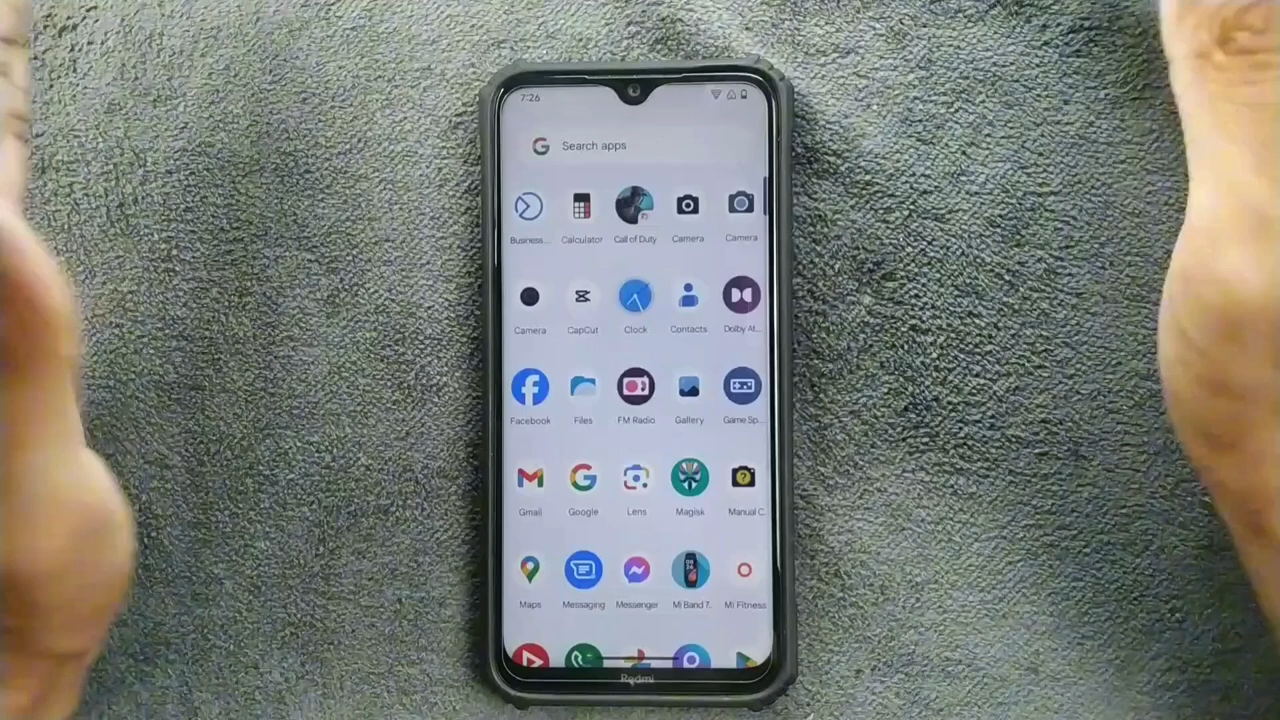 7:26
Search apps
Business...
Calculator
Call of Duty
Camera
Camera
Camera
CapCut
Clock
Contacts
Dolby At...
Facebook
Files
FM Radio
Gallery
Game Sp...
Gmail
Google
Lens
Magisk
Manual C
Maps
Messaging
Messenger
Mi Band 7.
Mi Fitness
Redmi